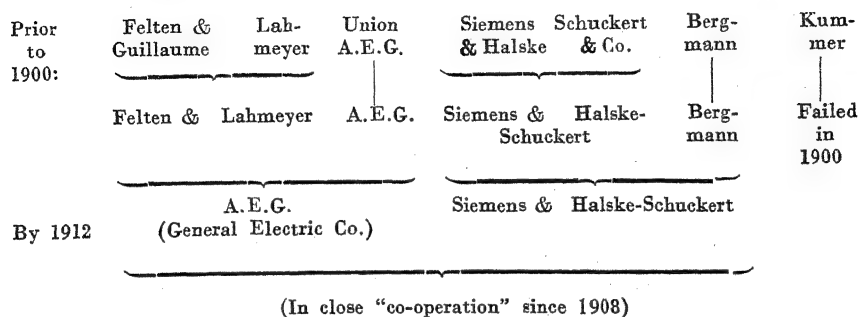 Prior Felten & Lah- Union Siemens Schuckert Berg- Kum-
to Guillaume meyer A.E.G. & Halske & Co. mann mer
1900:
Felten & Lahmeyer A.E.G. Siemens & Halske- Berg- Failed
Schuckert mann in
1900
A.E.G. Siemens & Halske-Schuckert
By 1912 (General Electric Co.)
(In close "co-operation" since 1908)